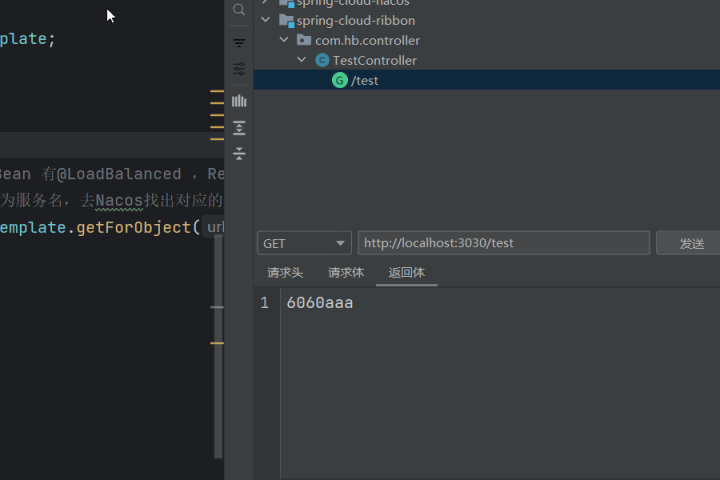 plate;
Bean 有@LoadBalanced ，Re
为服务名，去Nacos找出对应的
emplate.getForObject( url
spring-cloud-nacos
spring-cloud-ribbon
com.hb.controller
C TestController
G /test
GET http://localhost:3030/test 发送
请求头 请求体 返回体
1 6060aaa